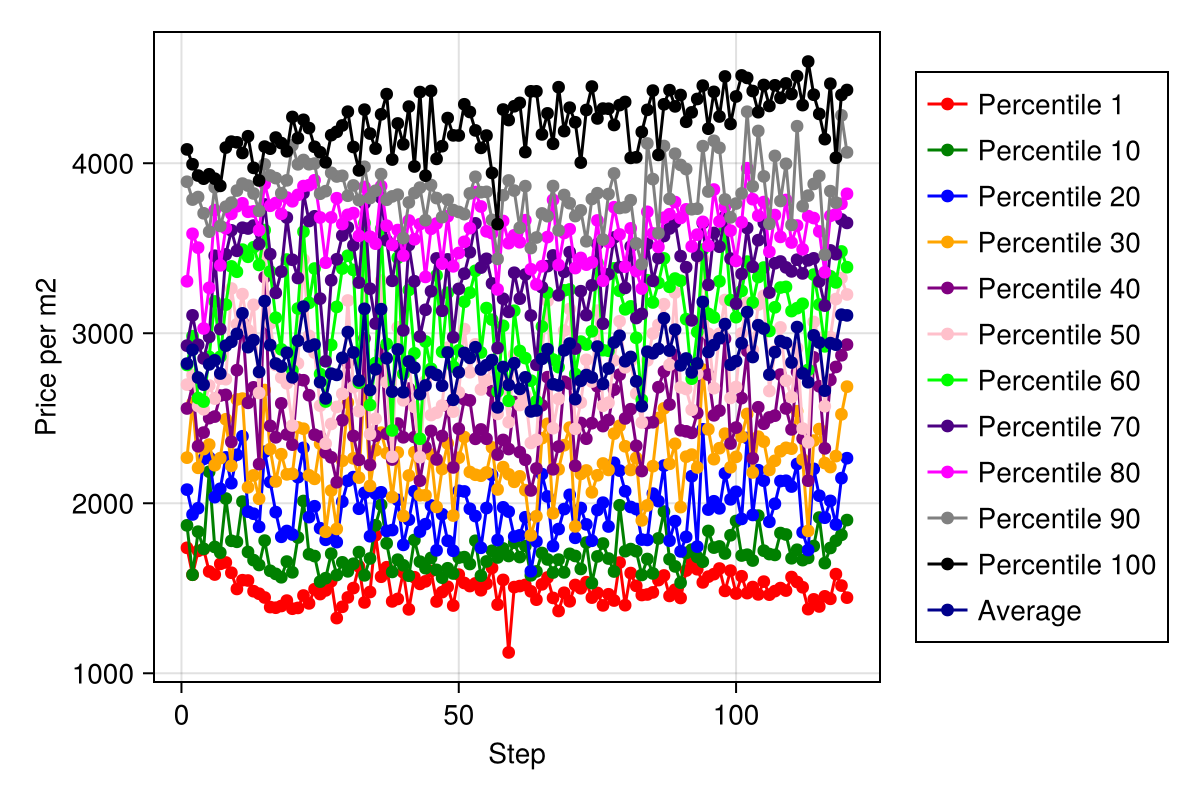 Price per m2
4000
3000
2000
1000
0
50
100
Step
Percentile 1
Percentile 10
Percentile 20
Percentile 30
Percentile 40
Percentile 50
Percentile 60
Percentile 70
Percentile 80
Percentile 90
Percentile 100
Average